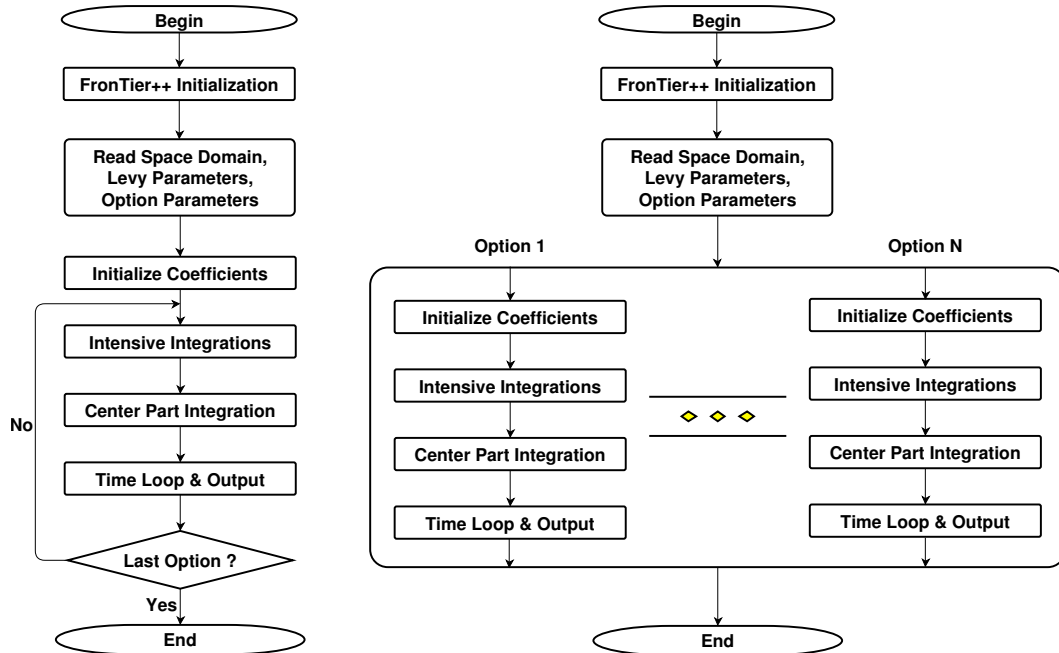 Begin
FronTier++ Initialization
Read Space Domain,
Levy Parameters,
Option Parameters
Initialize Coefficients
Intensive Integrations
Center Part Integration
No
Time Loop & Output
Last Option ?
Yes
End
Begin
FronTier++ Initialization
Read Space Domain,
Levy Parameters,
Option Parameters
Option 1
Initialize Coefficients
Intensive Integrations
Center Part Integration
Time Loop & Output
Option N
Initialize Coefficients
Intensive Integrations
Center Part Integration
Time Loop & Output
End